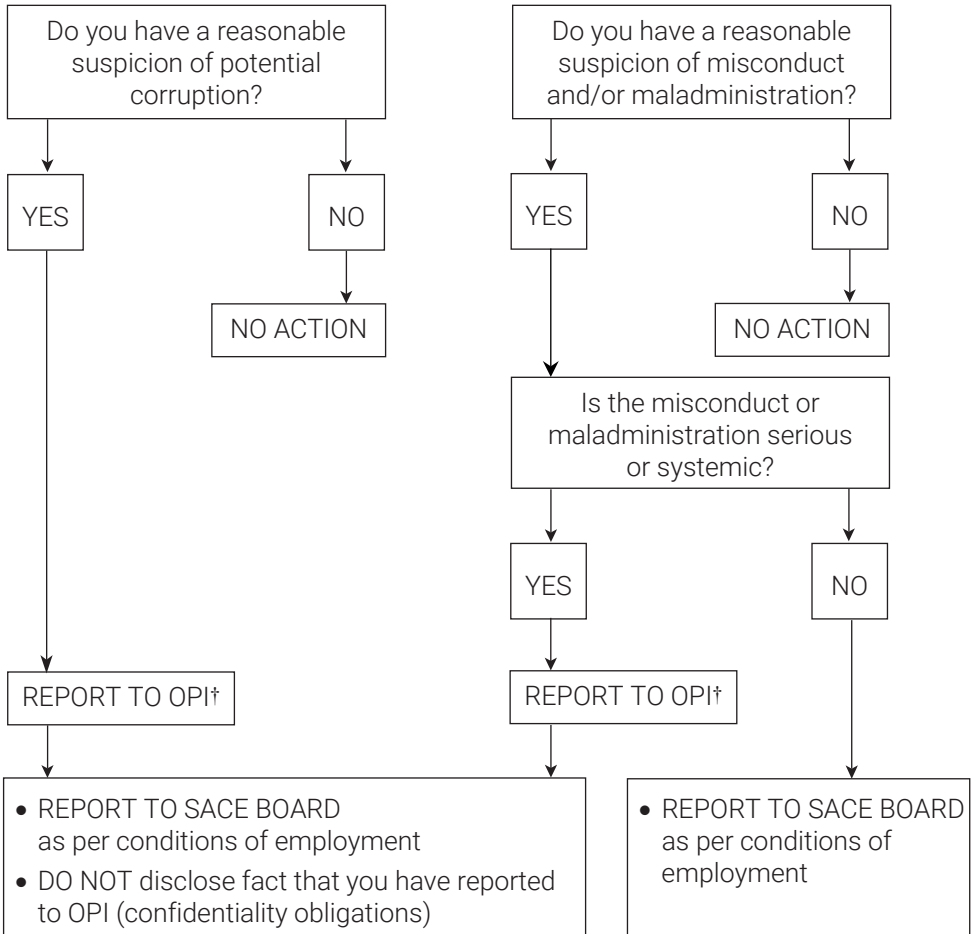 Do you have a reasonable
suspicion of potential
corruption?
YES
NO
NO ACTION
REPORT TO OPI†
Do you have a reasonable
suspicion of misconduct
and/or maladministration?
YES
NO
NO ACTION
Is the misconduct or
maladministration serious
or systemic?
YES
NO
REPORT TO OPI†
• REPORT TO SACE BOARD
as per conditions of employment
• DO NOT disclose fact that you have reported
to OPI (confidentiality obligations)
• REPORT TO SACE BOARD
as per conditions of
employment